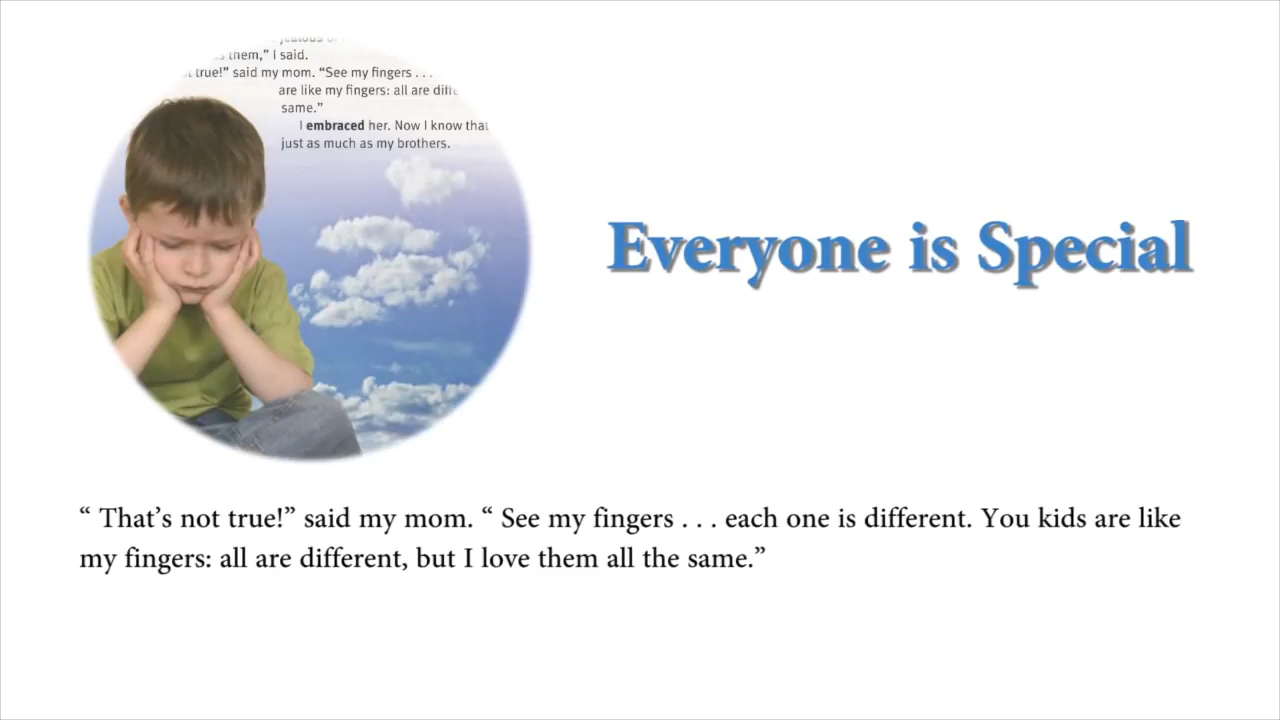 jealous
them,” I said.
true!” said my mom. “See my fingers . . .
are like my fingers: all are
same.”
I embraced her. Now I know that
just as much as my brothers.
Everyone is Special
“ That’s not true!” said my mom. “ See my fingers . . . each one is different. You kids are like
my fingers: all are different, but I love them all the same.”